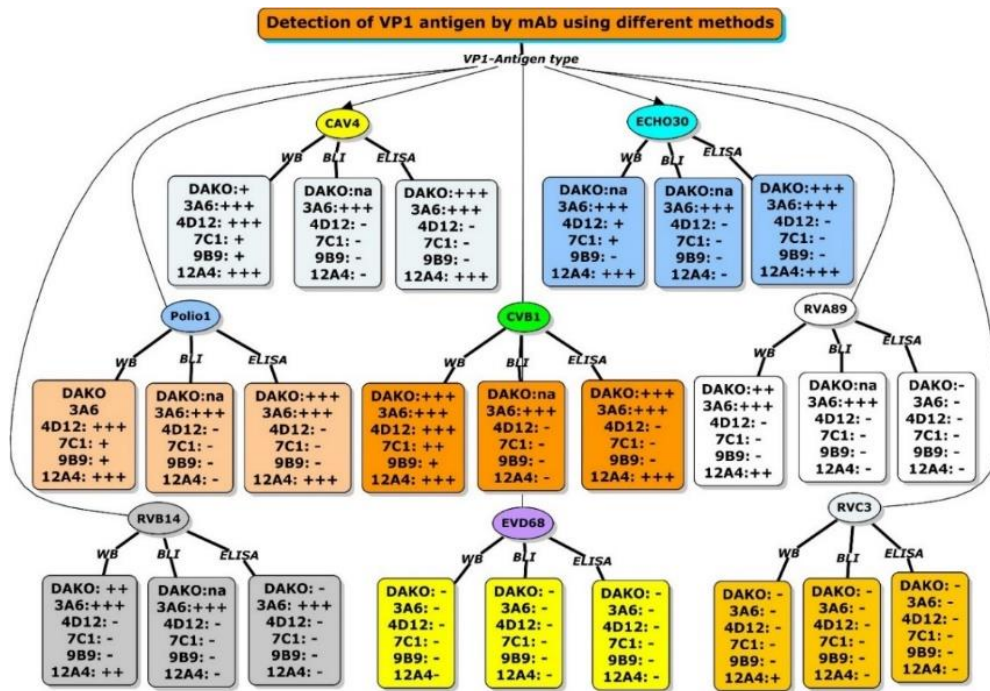 Detection of VP1 antigen by mAb using different methods
VP1-Antigen type
CAV4
WB
BLI
ELISA
DAKO:+
3A6:+++
4D12: +++
7C1: +
9B9: +
12A4: +++
DAKO:na
3A6:+++
4D12: -
7C1: -
9B9: -
12A4: -
DAKO:+++
3A6:+++
4D12: -
7C1: -
9B9: -
12A4: +++
ECHO30
WB
BLI
ELISA
DAKO:na
3A6:+++
4D12: +
7C1: +
9B9: -
12A4: +++
DAKO:na
3A6:+++
4D12: -
7C1: -
9B9: -
12A4: -
DAKO:+++
3A6:+++
4D12: -
7C1: -
9B9: -
12A4:+++
Polio1
WB
BLI
ELISA
DAKO
3A6
4D12: +++
7C1: +
9B9: +
12A4: +++
DAKO:na
3A6:+++
4D12: -
7C1: -
9B9: -
12A4: -
DAKO:+++
3A6:+++
4D12: -
7C1: -
9B9: -
12A4: +++
CVB1
WB
BLI
ELISA
DAKO:+++
3A6: +++
4D12: +++
7C1: ++
9B9: +
12A4: +++
DAKO:na
3A6:+++
4D12: -
7C1: -
9B9: -
12A4: -
DAKO: +++
3A6:+++
4D12: -
7C1: -
9B9: -
12A4: +++
RVA89
WB
BLI
ELISA
DAKO:++
3A6:+++
4D12: -
7C1: -
9B9: -
12A4:++
DAKO:na
3A6:+++
4D12: -
7C1: -
9B9: -
12A4: -
DAKO:-
3A6: -
4D12:-
7C1: -
9B9: -
12A4: -
RVB14
WB
BLI
ELISA
DAKO: ++
3A6:+++
4D12: -
7C1: -
9B9: -
12A4: ++
DAKO:na
3A6:+++
4D12: -
7C1: -
9B9: -
12A4: -
DAKO: -
3A6: +++
4D12: -
7C1: -
9B9: -
12A4: -
EVD68
WB
BLI
ELISA
DAKO: -
3A6: -
4D12: -
7C1: -
9B9: -
12A4-
DAKO: -
3A6: -
4D12: -
7C1: -
9B9: -
12A4: -
DAKO: -
3A6: -
4D12: -
7C1: -
9B9: -
12A4: -
RVC3
WB
BLI
ELISA
DAKO: -
3A6: -
4D12: -
7C1: -
9B9: -
12A4:+
DAKO: -
3A6: -
4D12: -
7C1: -
9B9: -
12A4: -
DAKO: -
3A6: -
4D12: -
7C1: -
9B9: -
12A4: -